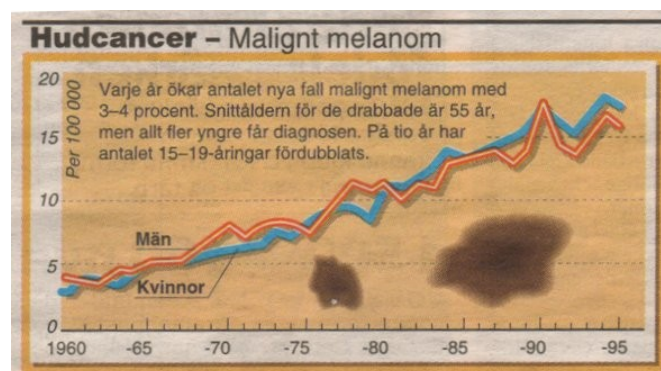 Hudcancer – Malignt melanom
20
15
10
5
0
Per 100 000
Varje år ökar antalet nya fall malignt melanom med
3–4 procent. Snittåldern för de drabbade är 55 år,
men allt fler yngre får diagnosen. På tio år har
antalet 15–19-åringar fördubblats.
Män
Kvinnor
1960 -65 -70 -75 -80 -85 -90 -95